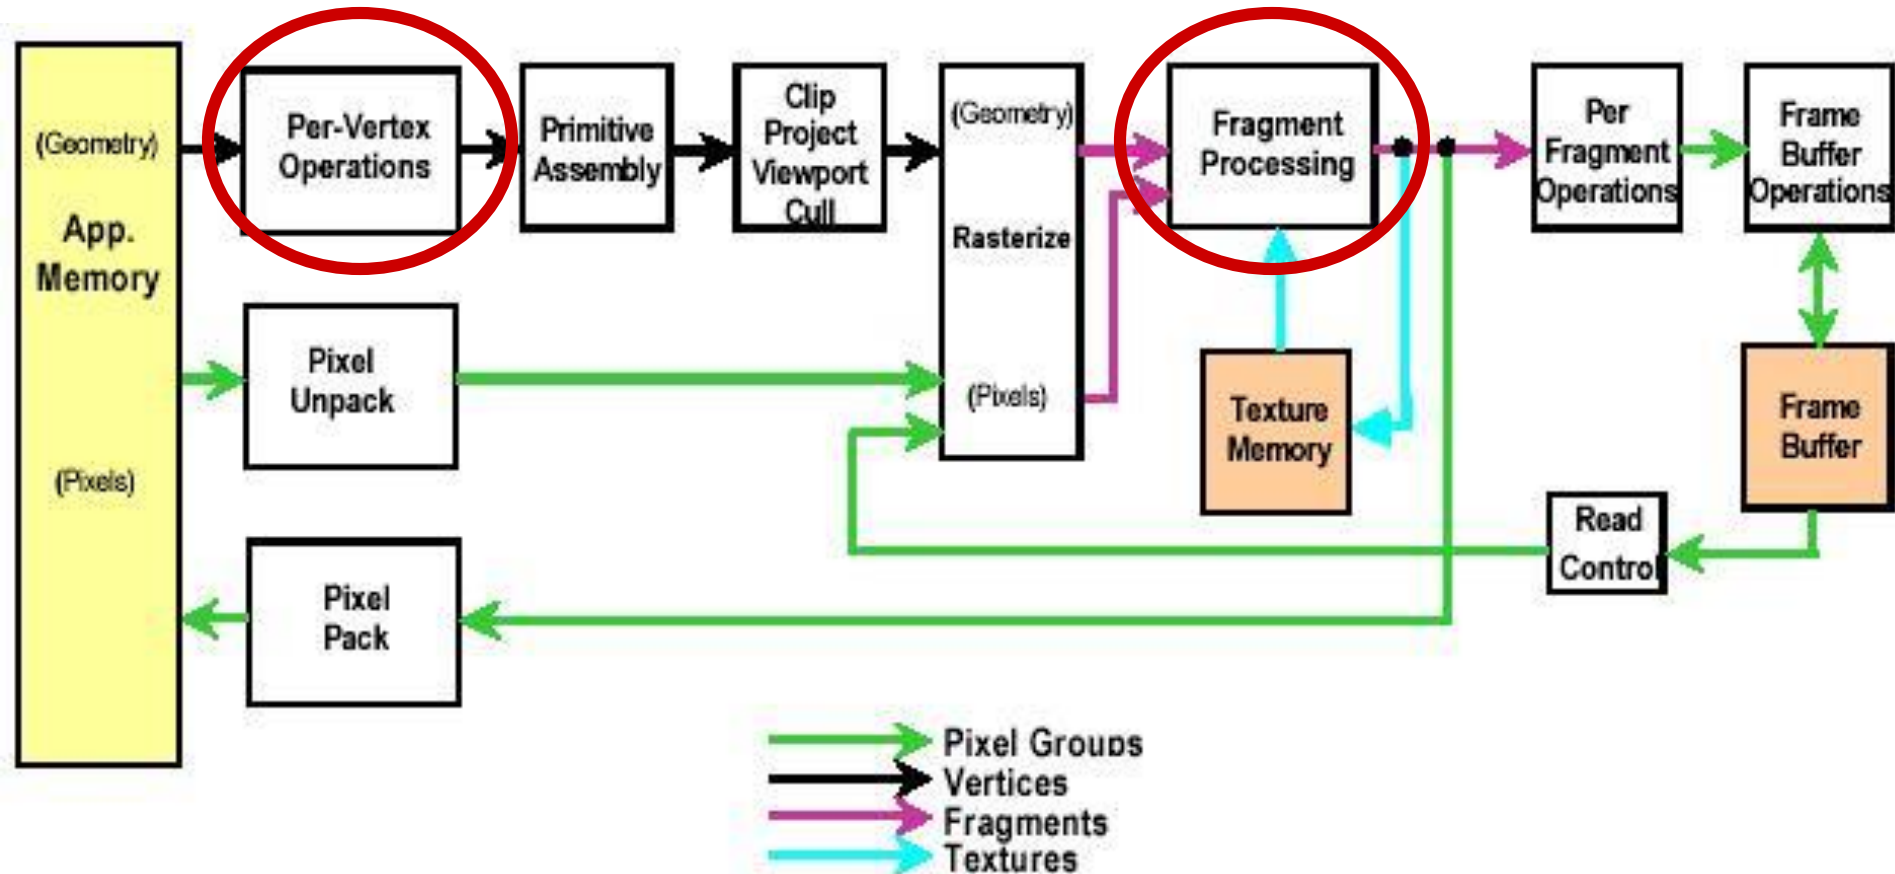 (Geometry)
App.
Memory
(Pixels)
Per-Vertex
Operations
Primitive
Assembly
Clip
Project
Viewport
Cull
(Geometry)
Rasterize
(Pixels)
Fragment
Processing
Per
Fragment
Operations
Frame
Buffer
Operations
Pixel
Unpack
Texture
Memory
Frame
Buffer
Read
Control
Pixel
Pack
Pixel Groups
Vertices
Fragments
Textures